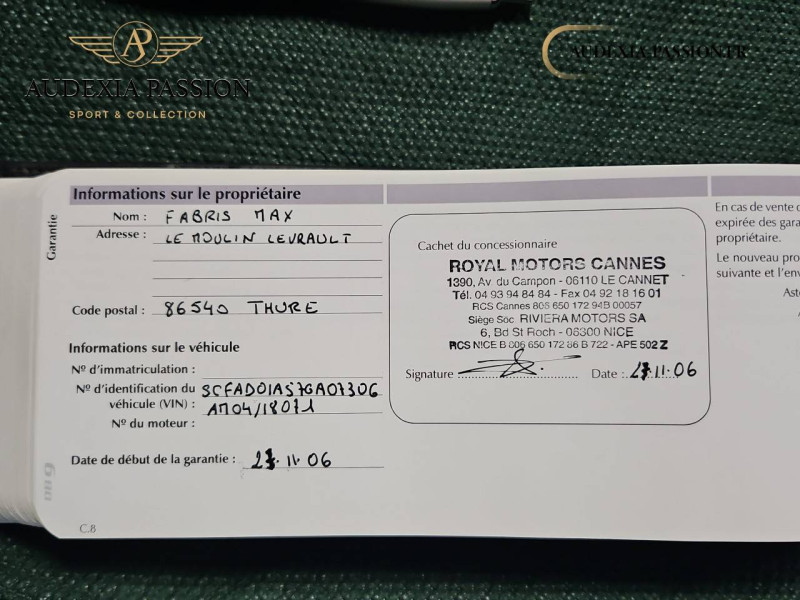 AP
AUDEXIA PASSION
SPORT & COLLECTION
AUDEXIA-PASSION.FR
Informations sur le propriétaire
Garantie
Nom : FABRIS MAX
Adresse : LE MOULIN LEVRAULT
Code postal : 86540 THURE
Informations sur le véhicule
Nº d'immatriculation :
Nº d'identification du SCFAD01AS7GA07306
véhicule (VIN) : AM04/18071
Nº du moteur :
Date de début de la garantie : 27.11.06
C.8
Cachet du concessionnaire
ROYAL MOTORS CANNES
1390, Av. du Campon - 06110 LE CANNET
Tél. 04 93 94 84 84 - Fax 04 92 18 16 01
RCS Cannes 806 650 172 94B 00057
Siège Soc. RIVIERA MOTORS SA
6, Bd St Roch - 06300 NICE
RCS NICE B 806 650 172 86 B 722 - APE 502 Z
Signature
Date : 27.11.06
En cas de vente
expirée des gara
propriétaire.
Le nouveau pro
suivante et l'env